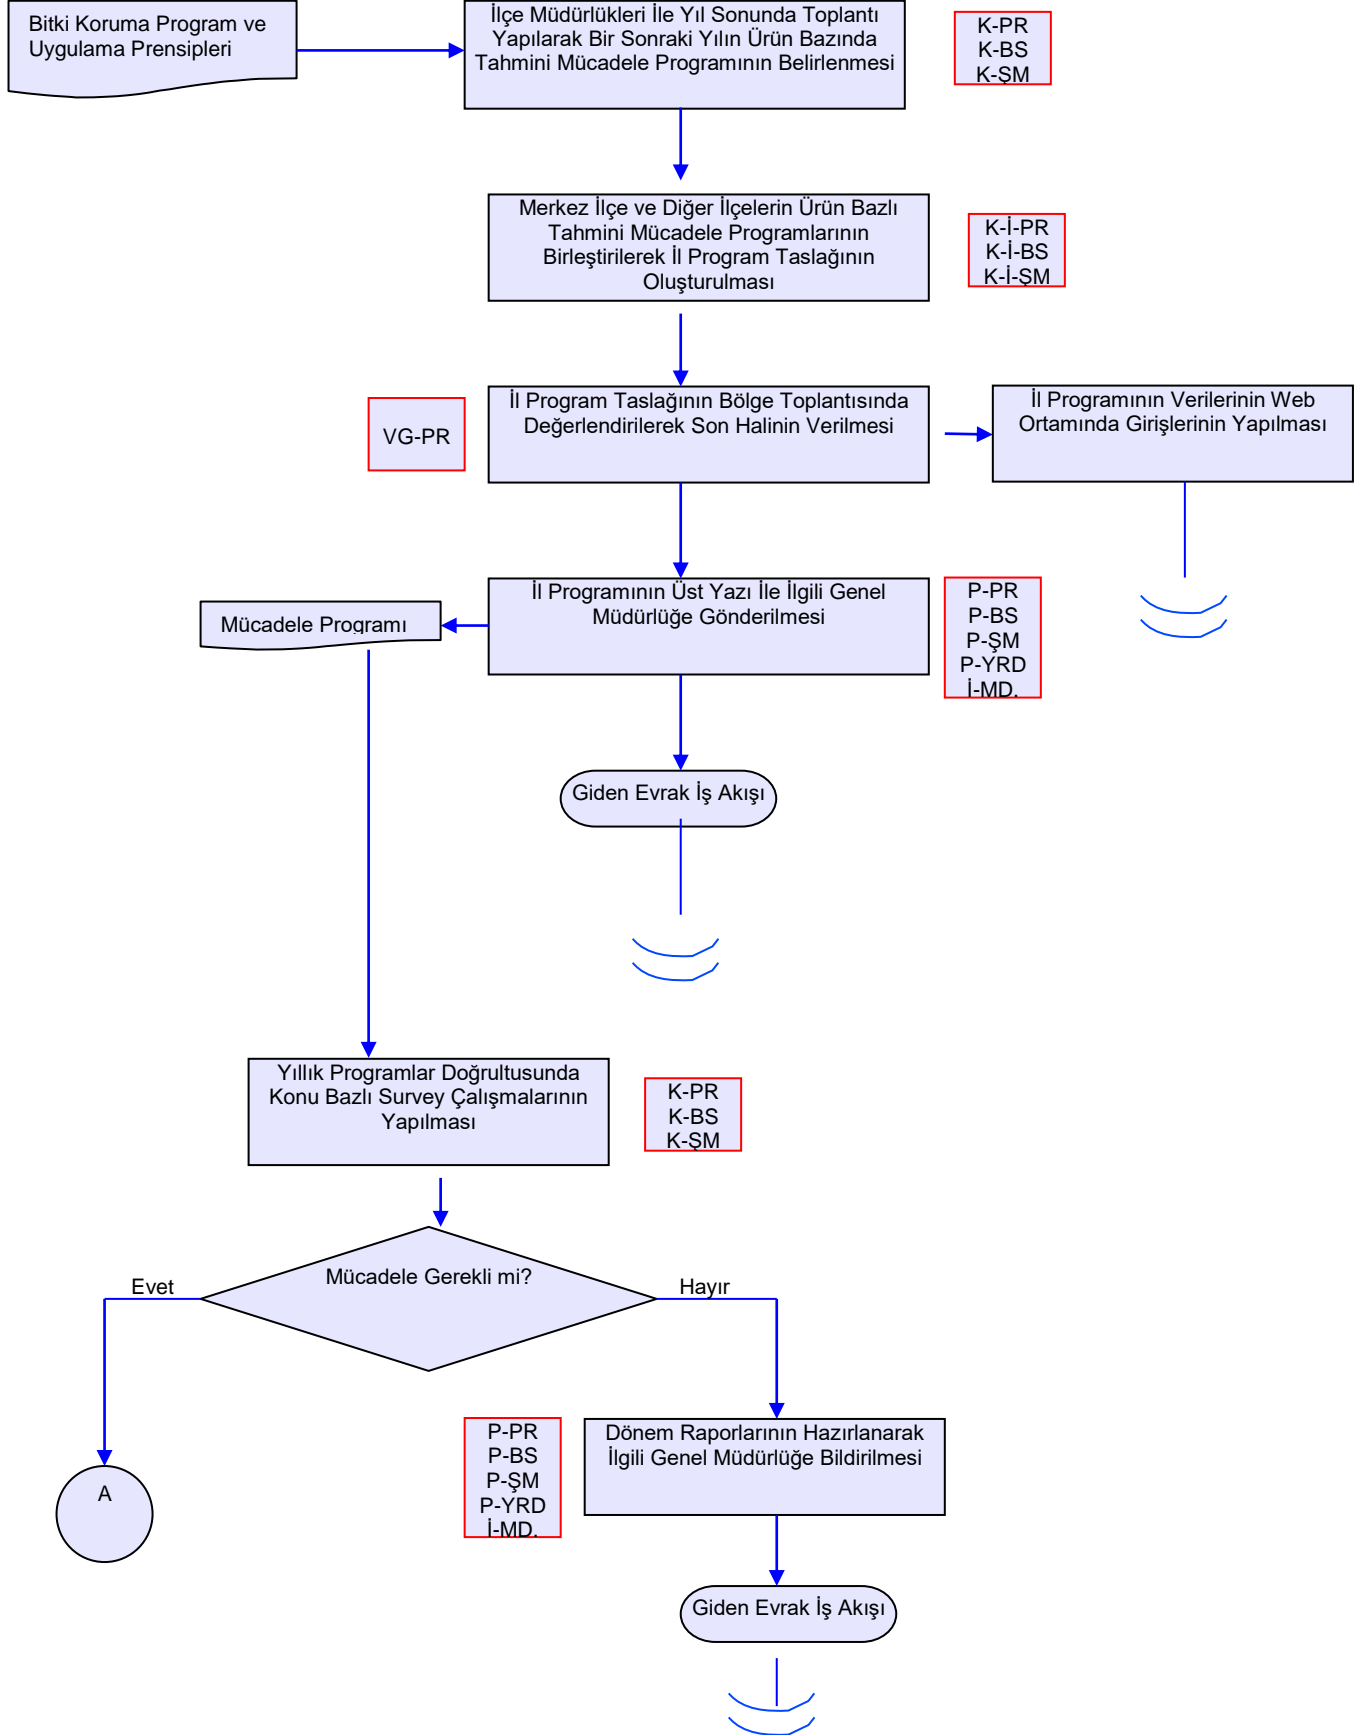 Bitki Koruma Program ve
Uygulama Prensipleri
İlçe Müdürlükleri İle Yıl Sonunda Toplantı
Yapılarak Bir Sonraki Yılın Ürün Bazında
Tahmini Mücadele Programının Belirlenmesi
K-PR
K-BS
K-ŞM
Merkez İlçe ve Diğer İlçelerin Ürün Bazlı
Tahmini Mücadele Programlarının
Birleştirilerek İl Program Taslağının
Oluşturulması
K-İ-PR
K-İ-BS
K-İ-ŞM
VG-PR
İl Program Taslağının Bölge Toplantısında
Değerlendirilerek Son Halinin Verilmesi
İl Programının Verilerinin Web
Ortamında Girişlerinin Yapılması
Mücadele Programı
İl Programının Üst Yazı İle İlgili Genel
Müdürlüğe Gönderilmesi
P-PR
P-BS
P-ŞM
P-YRD
İ-MD.
Giden Evrak İş Akışı
Yıllık Programlar Doğrultusunda
Konu Bazlı Survey Çalışmalarının
Yapılması
K-PR
K-BS
K-ŞM
Mücadele Gerekli mi?
Evet
Hayır
A
P-PR
P-BS
P-ŞM
P-YRD
İ-MD.
Dönem Raporlarının Hazırlanarak
İlgili Genel Müdürlüğe Bildirilmesi
Giden Evrak İş Akışı